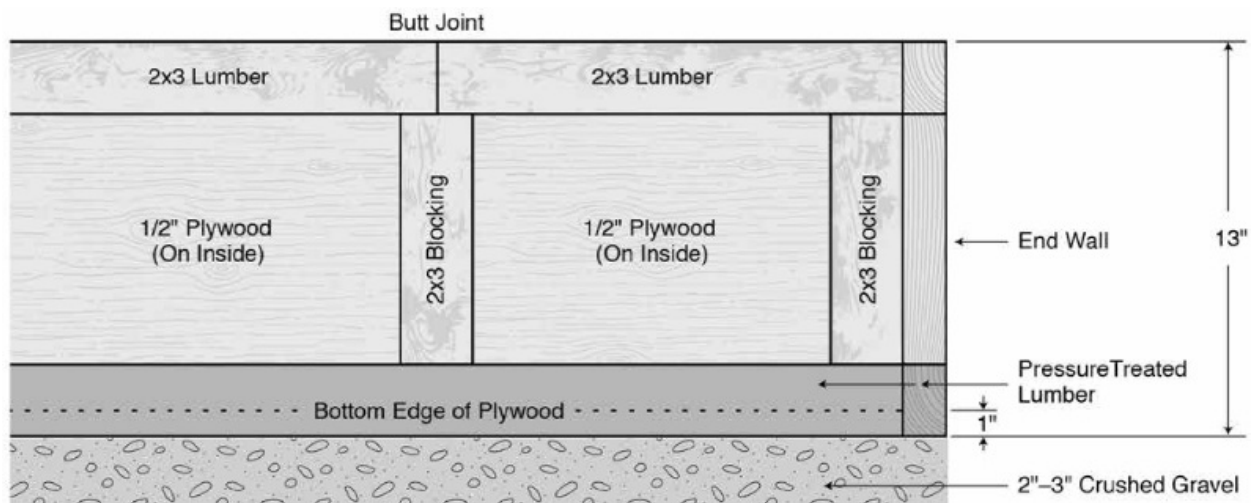 Butt Joint
2x3 Lumber
2x3 Lumber
1/2" Plywood
(On Inside)
2x3 Blocking
1/2" Plywood
(On Inside)
2x3 Blocking
End Wall
13"
PressureTreated
Lumber
Bottom Edge of Plywood
1"
2"–3" Crushed Gravel